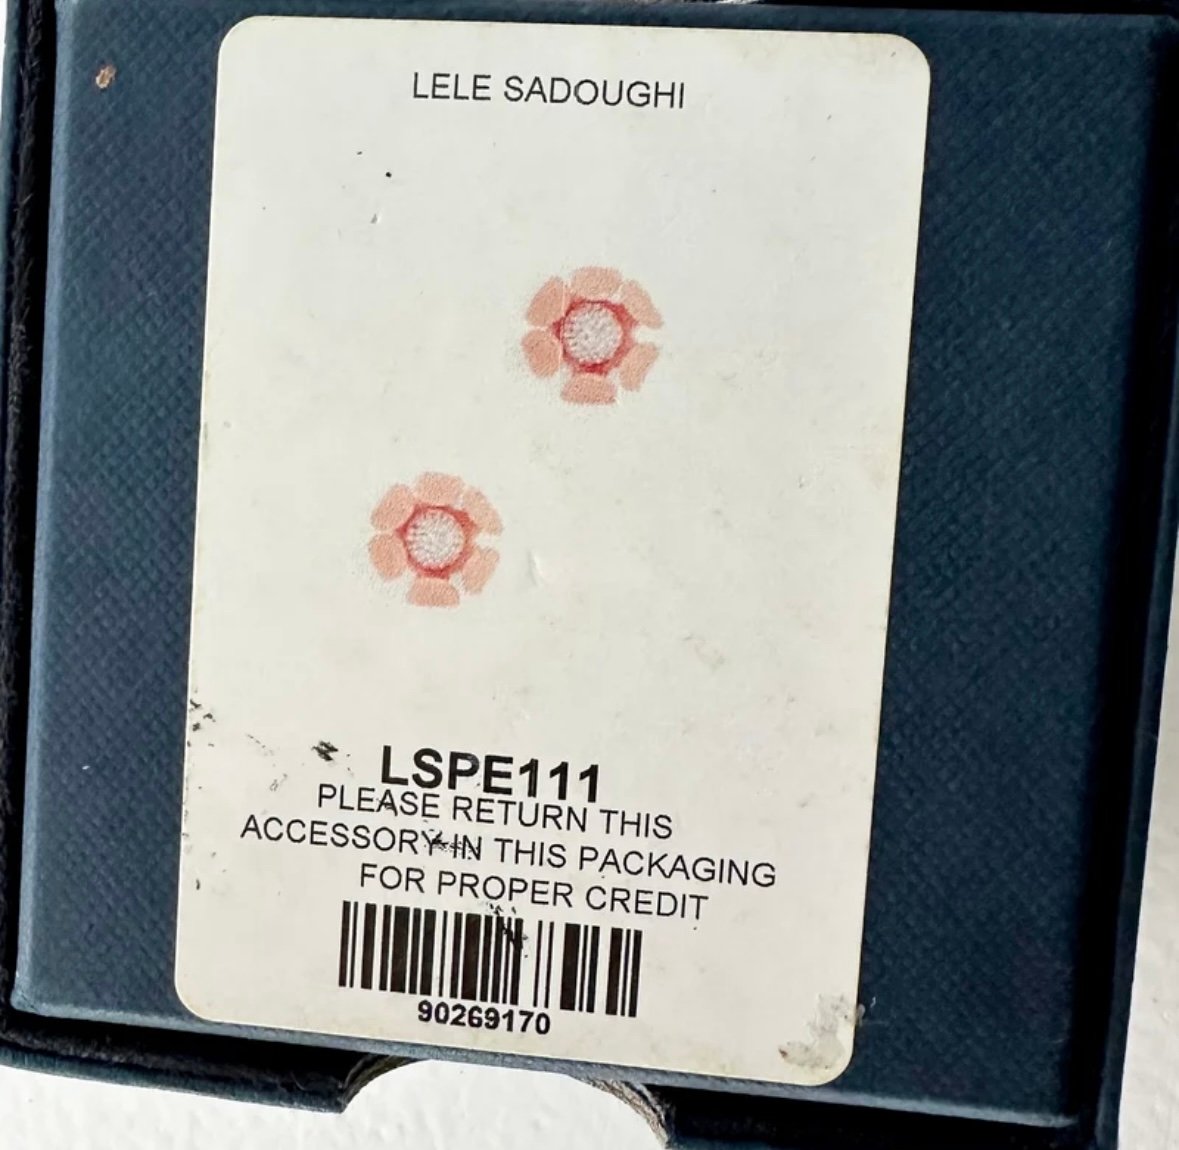 LELE SADOUGHI
LSPE111
PLEASE RETURN THIS
ACCESSORY IN THIS PACKAGING
FOR PROPER CREDIT
90269170